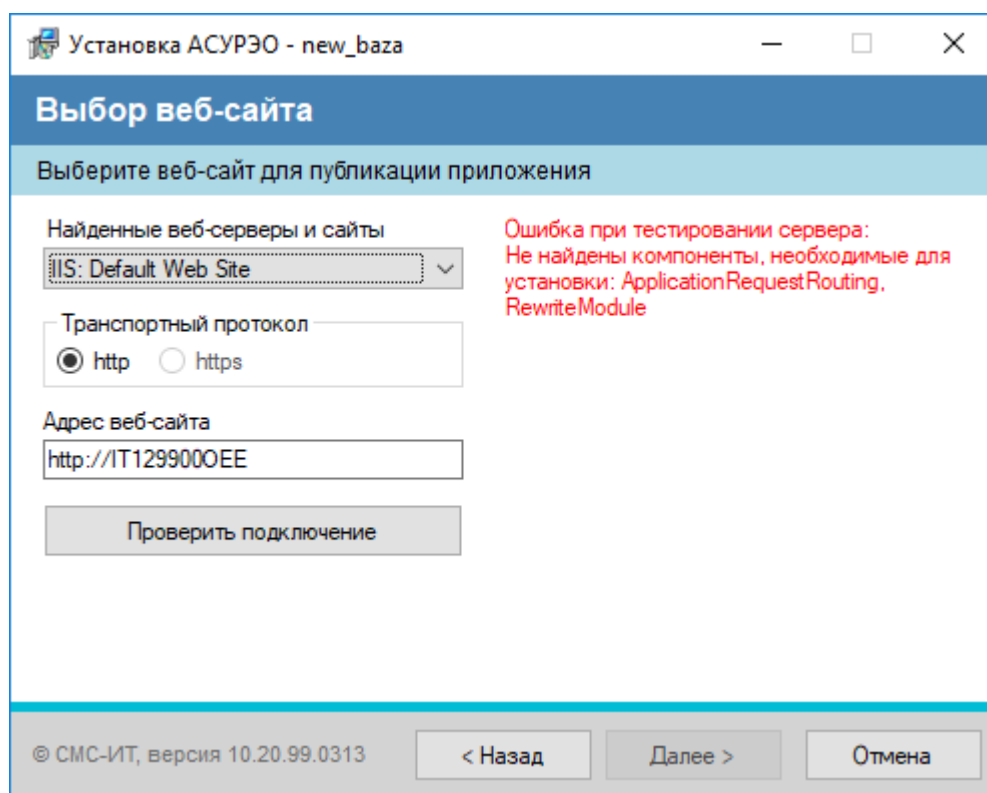 Установка АСУРЭО - new_baza
Выбор веб-сайта
Выберите веб-сайт для публикации приложения
Найденные веб-серверы и сайты
IIS: Default Web Site
Транспортный протокол
http
https
Адрес веб-сайта
http://IT129900OEE
Проверить подключение
Ошибка при тестировании сервера:
Не найдены компоненты, необходимые для
установки: ApplicationRequestRouting,
RewriteModule
© СМС-ИТ, версия 10.20.99.0313
< Назад
Далее >
Отмена